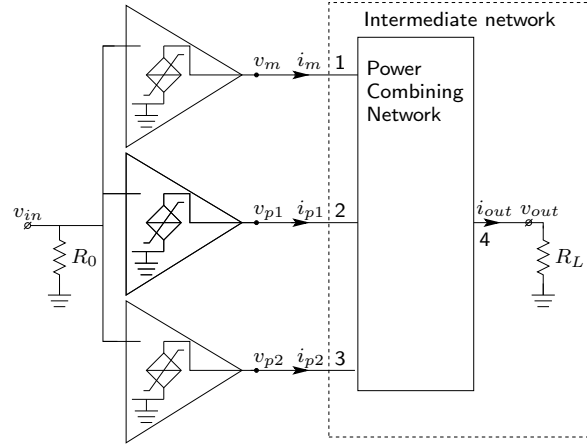 Intermediate network
v_m i_m 1
Power
Combining
Network
v_in
R_0
v_p1 i_p1 2
i_out v_out
4
R_L
v_p2 i_p2 3